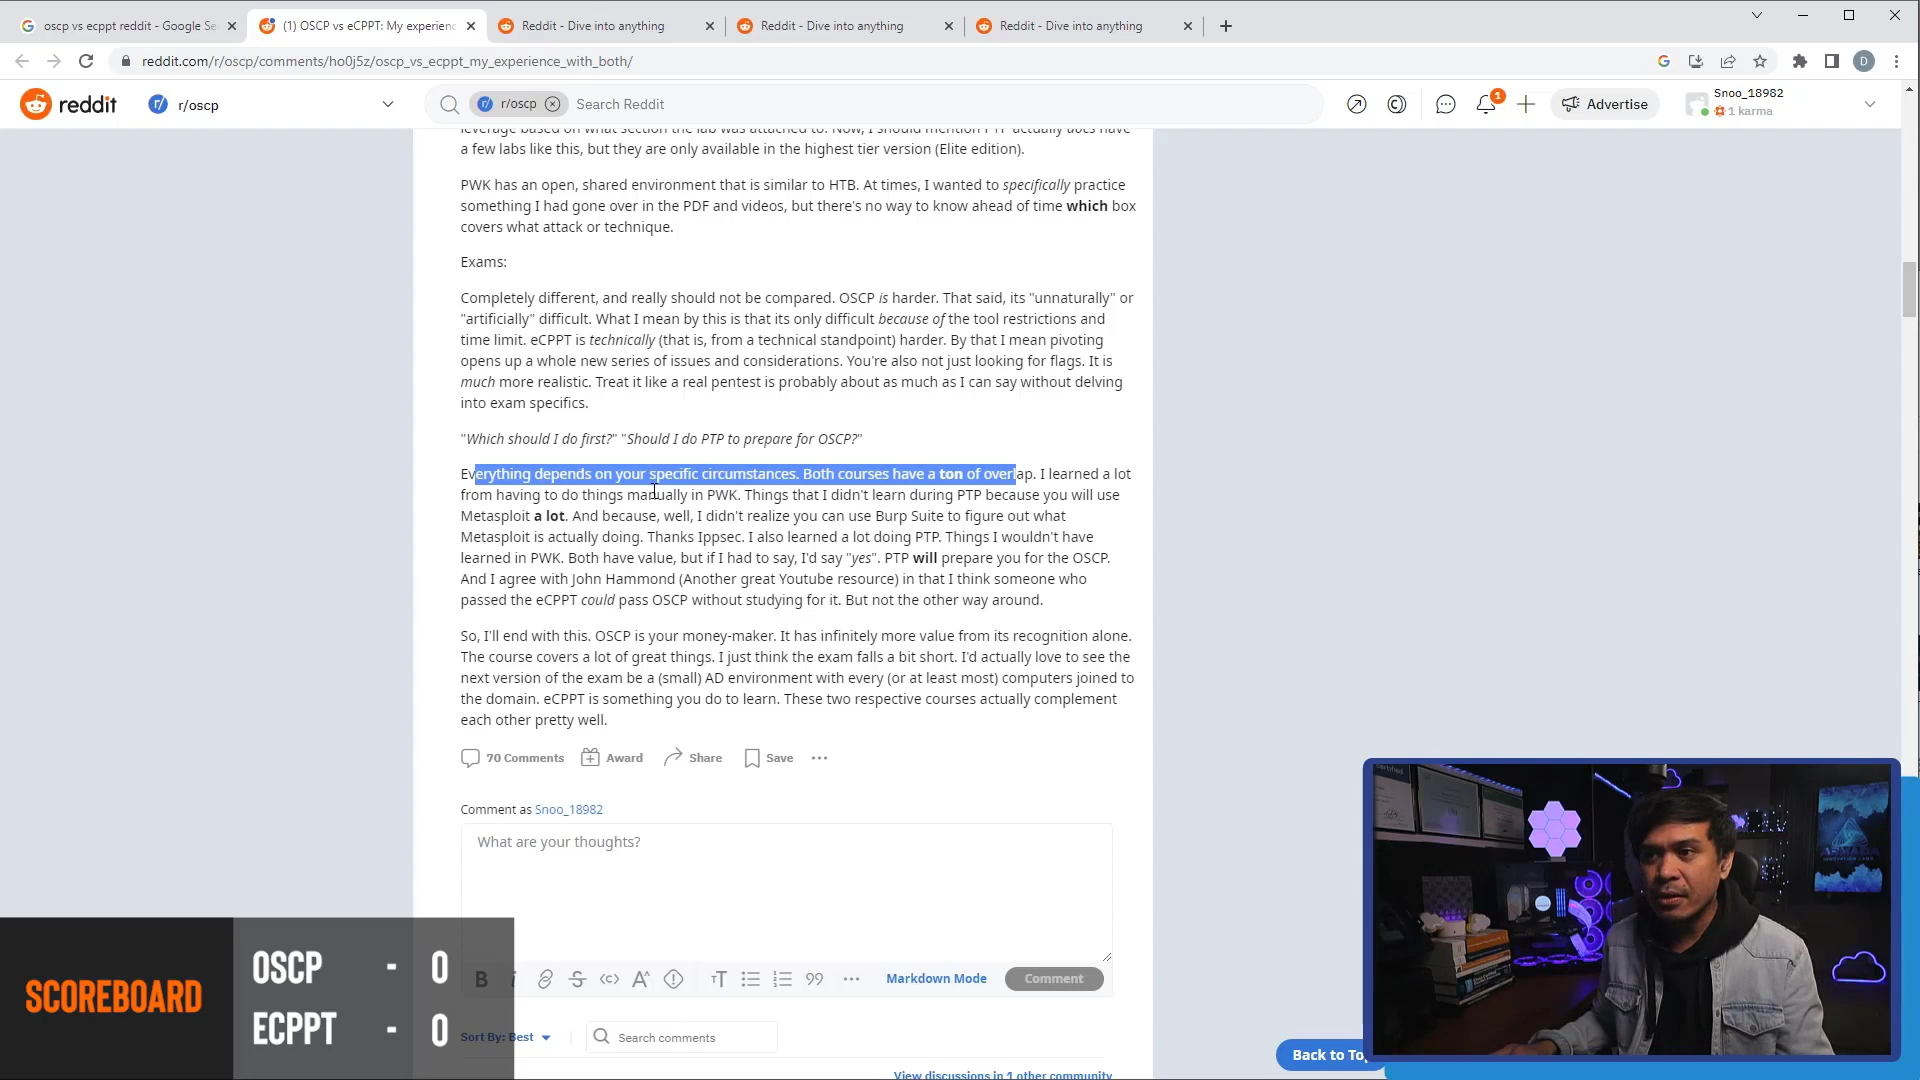 oscp vs ecppt reddit - Google Se
(1) OSCP vs eCPPT: My experienc
Reddit - Dive into anything
Reddit - Dive into anything
Reddit - Dive into anything
reddit.com/r/oscp/comments/ho0j5z/oscp_vs_ecppt_my_experience_with_both/
D
reddit
r/oscp
r/oscp
Search Reddit
1
Advertise
Snoo_18982
1 karma
leverage based on what section the lab was attached to. Now, I should mention PTP actually does have
a few labs like this, but they are only available in the highest tier version (Elite edition).
PWK has an open, shared environment that is similar to HTB. At times, I wanted to specifically practice
something I had gone over in the PDF and videos, but there's no way to know ahead of time which box
covers what attack or technique.
Exams:
Completely different, and really should not be compared. OSCP is harder. That said, its "unnaturally" or
"artificially" difficult. What I mean by this is that its only difficult because of the tool restrictions and
time limit. eCPPT is technically (that is, from a technical standpoint) harder. By that I mean pivoting
opens up a whole new series of issues and considerations. You're also not just looking for flags. It is
much more realistic. Treat it like a real pentest is probably about as much as I can say without delving
into exam specifics.
"Which should I do first?" "Should I do PTP to prepare for OSCP?"
Everything depends on your specific circumstances. Both courses have a ton of overlap. I learned a lot
from having to do things manually in PWK. Things that I didn't learn during PTP because you will use
Metasploit a lot. And because, well, I didn't realize you can use Burp Suite to figure out what
Metasploit is actually doing. Thanks Ippsec. I also learned a lot doing PTP. Things I wouldn't have
learned in PWK. Both have value, but if I had to say, I'd say "yes". PTP will prepare you for the OSCP.
And I agree with John Hammond (Another great Youtube resource) in that I think someone who
passed the eCPPT could pass OSCP without studying for it. But not the other way around.
So, I'll end with this. OSCP is your money-maker. It has infinitely more value from its recognition alone.
The course covers a lot of great things. I just think the exam falls a bit short. I'd actually love to see the
next version of the exam be a (small) AD environment with every (or at least most) computers joined to
the domain. eCPPT is something you do to learn. These two respective courses actually complement
each other pretty well.
70 Comments
Award
Share
Save
Comment as Snoo_18982
What are your thoughts?
Markdown Mode
Comment
Sort By: Best
Search comments
View discussions in 1 other community
Back to Top
SCOREBOARD
OSCP - 0
ECPPT - 0